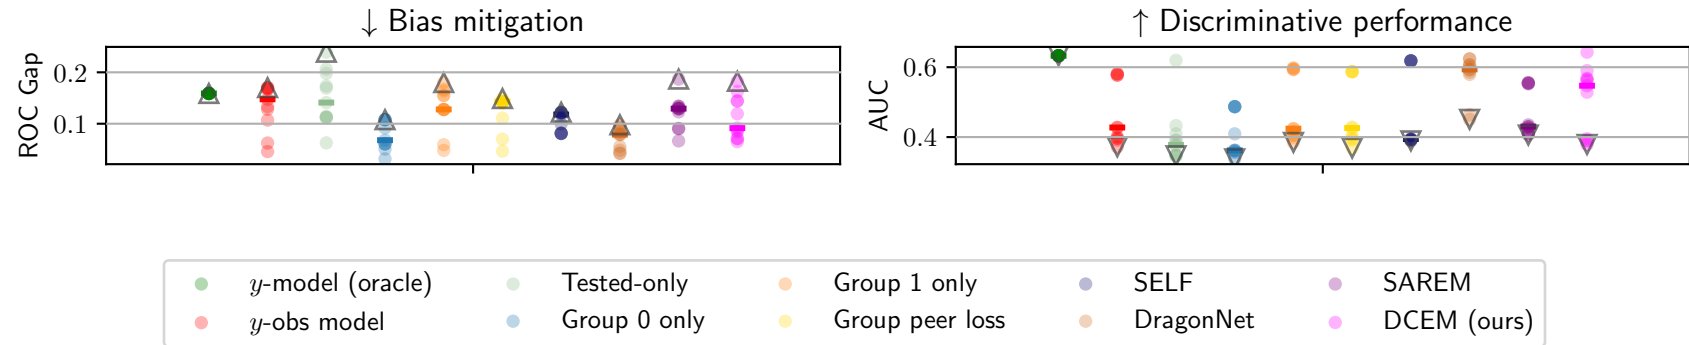 ↓ Bias mitigation
↑ Discriminative performance
ROC Gap
0.2
0.1
AUC
0.6
0.4
y-model (oracle)
Tested-only
Group 1 only
SELF
SAREM
y-obs model
Group 0 only
Group peer loss
DragonNet
DCEM (ours)